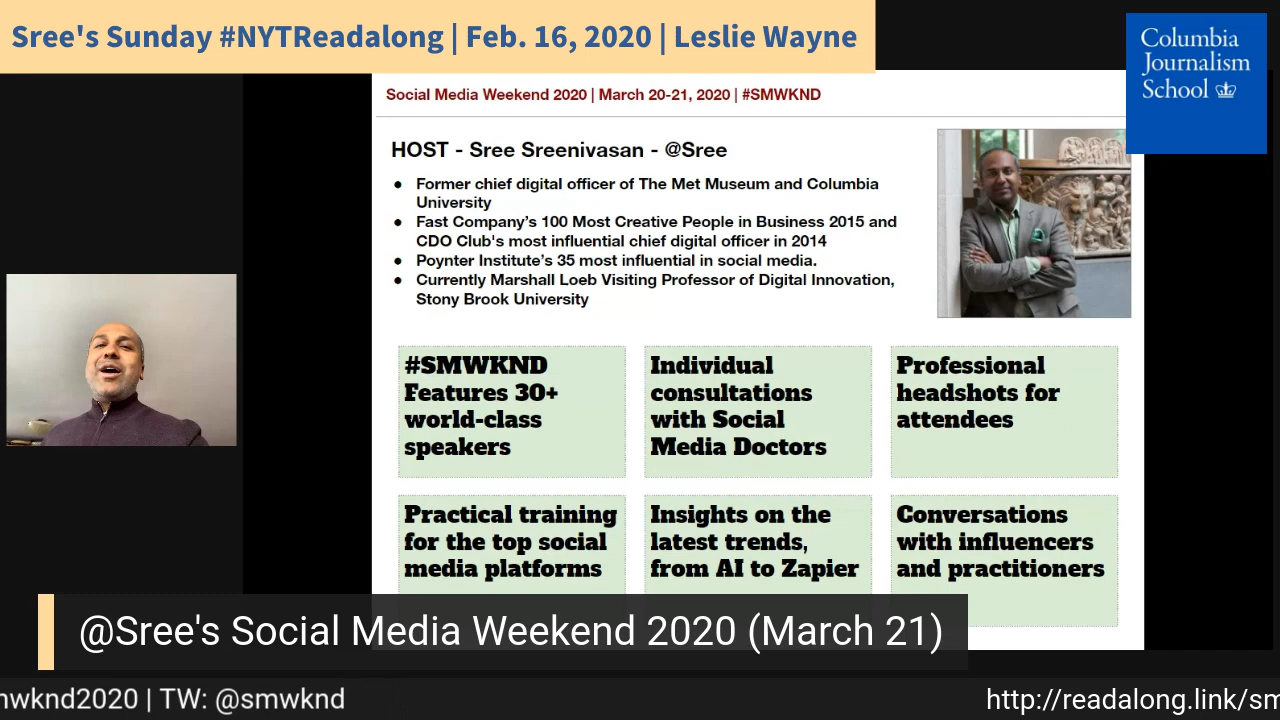 Sree's Sunday #NYTReadalong | Feb. 16, 2020 | Leslie Wayne
Columbia
Journalism
School
Social Media Weekend 2020 | March 20-21, 2020 | #SMWKND
HOST - Sree Sreenivasan - @Sree
● Former chief digital officer of The Met Museum and Columbia
University
● Fast Company's 100 Most Creative People in Business 2015 and
CDO Club's most influential chief digital officer in 2014
● Poynter Institute's 35 most influential in social media.
● Currently Marshall Loeb Visiting Professor of Digital Innovation,
Stony Brook University
#SMWKND
Features 30+
world-class
speakers
Individual
consultations
with Social
Media Doctors
Professional
headshots for
attendees
Practical training
for the top social
media platforms
Insights on the
latest trends,
from AI to Zapier
Conversations
with influencers
and practitioners
@Sree's Social Media Weekend 2020 (March 21)
wknd2020 | TW: @smwknd
http://readalong.link/sm